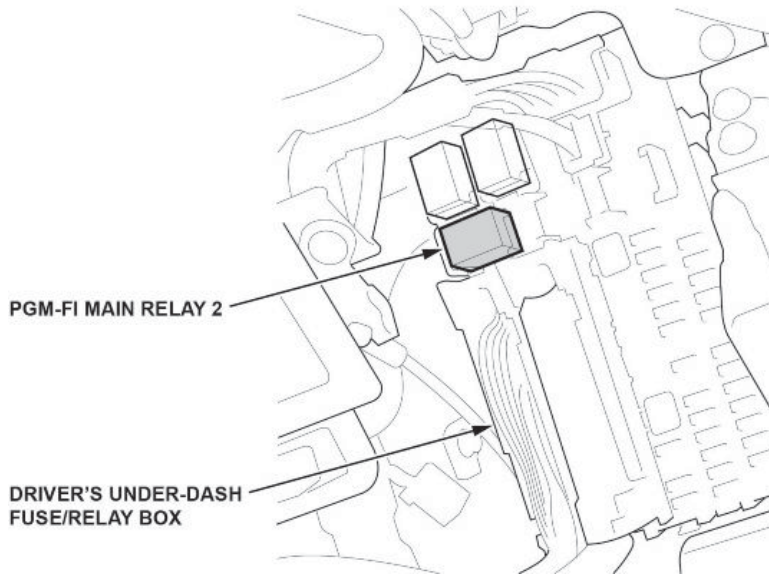 PGM-FI MAIN RELAY 2
DRIVER'S UNDER-DASH
FUSE/RELAY BOX